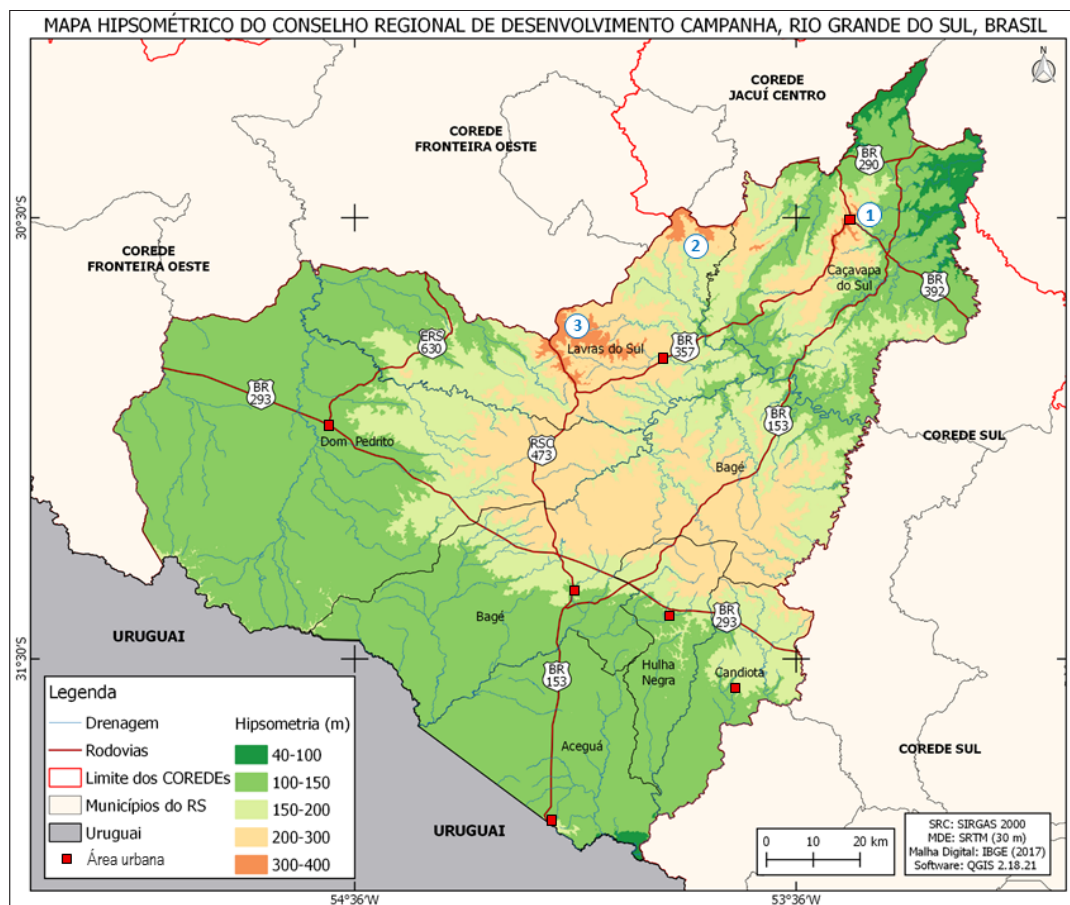 MAPA HIPSOMÉTRICO DO CONSELHO REGIONAL DE DESENVOLVIMENTO CAMPANHA, RIO GRANDE DO SUL, BRASIL
N
COREDE
JACUÍ CENTRO
COREDE
FRONTEIRA OESTE
BR
290
30°30'S
1
2
COREDE
FRONTEIRA OESTE
Caçavapa
do Sul
BR
392
3
ERS
630
Lavras do Sul
BR
357
BR
293
BR
153
Dom Pedrito
COREDE SUL
RSC
473
Bagé
Bagé
BR
293
URUGUAI
31°30'S
BR
153
Hulha
Negra
Candiota
Aceguá
COREDE SUL
URUGUAI
Legenda
Drenagem
Rodovias
Limite dos COREDEs
Municípios do RS
Uruguai
Área urbana
Hipsometria (m)
40-100
100-150
150-200
200-300
300-400
0 10 20 km
SRC: SIRGAS 2000
MDE: SRTM (30 m)
Malha Digital: IBGE (2017)
Software: QGIS 2.18.21
54°36'W
53°36'W